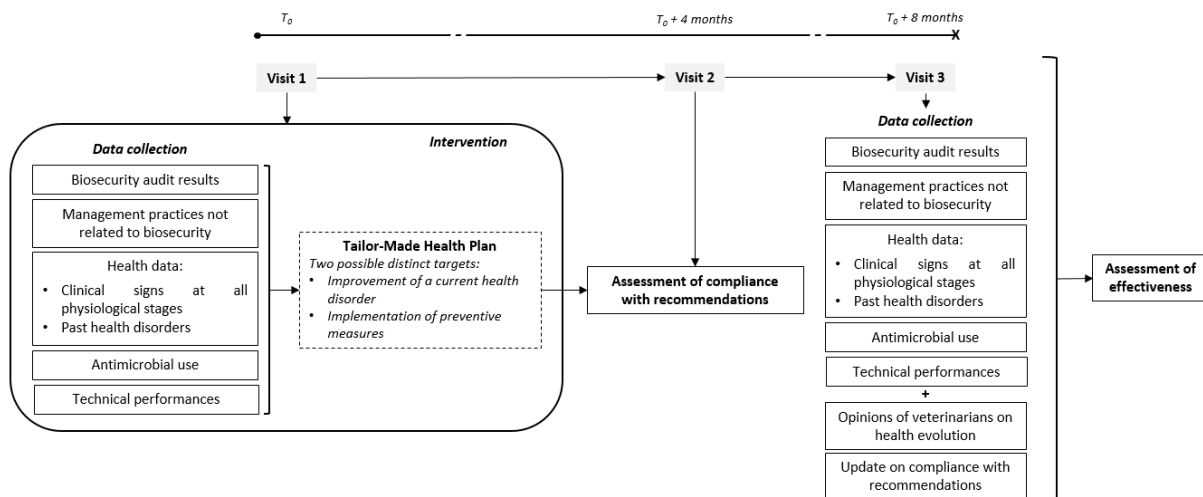 T0
T0 + 4 months
T0 + 8 months
x
Visit 1
Visit 2
Visit 3
Intervention
Data collection
Biosecurity audit results
Management practices not
related to biosecurity
Health data:
• Clinical signs at all
physiological stages
• Past health disorders
Antimicrobial use
Technical performances
Tailor-Made Health Plan
Two possible distinct targets:
• Improvement of a current health
disorder
• Implementation of preventive
measures
Assessment of compliance
with recommendations
Data collection
Biosecurity audit results
Management practices not
related to biosecurity
Health data:
• Clinical signs at all
physiological stages
• Past health disorders
Antimicrobial use
Technical performances
+
Opinions of veterinarians on
health evolution
Update on compliance with
recommendations
Assessment of
effectiveness